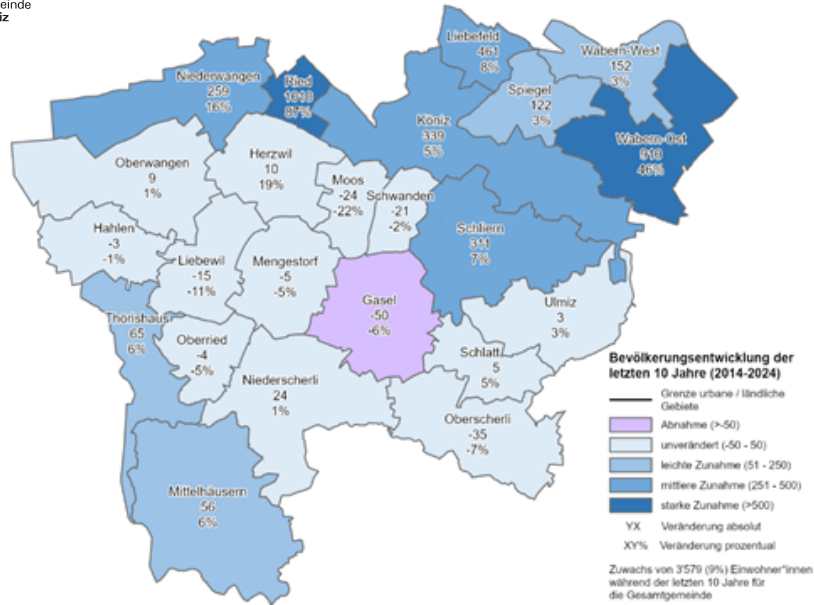 einde
iz
Liebefeld
461
8%
Wabern-West
152
3%
Niederwangen
259
16%
Ried
1010
87%
Spiegel
122
3%
Köniz
339
5%
Wabern-Ost
910
46%
Oberwangen
9
1%
Herzwil
10
19%
Moos
-24
-22%
Schwanden
-21
-2%
Hahlen
-3
-1%
Schliern
311
7%
Liebewil
-15
-11%
Mengestorf
-5
-5%
Gasel
-50
-6%
Ulmiz
3
3%
Thörishaus
65
6%
Oberried
-4
-5%
Schlatt
5
5%
Niederscherli
24
1%
Oberscherli
-35
-7%
Mittelhäusern
56
6%
Bevölkerungsentwicklung der
letzten 10 Jahre (2014-2024)
Grenze urbane / ländliche
Gebiete
Abnahme (>-50)
unverändert (-50 - 50)
leichte Zunahme (51 - 250)
mittlere Zunahme (251 - 500)
starke Zunahme (>500)
YX Veränderung absolut
XY% Veränderung prozentual
Zuwachs von 3'579 (9%) Einwohner*innen
während der letzten 10 Jahre für
die Gesamtgemeinde